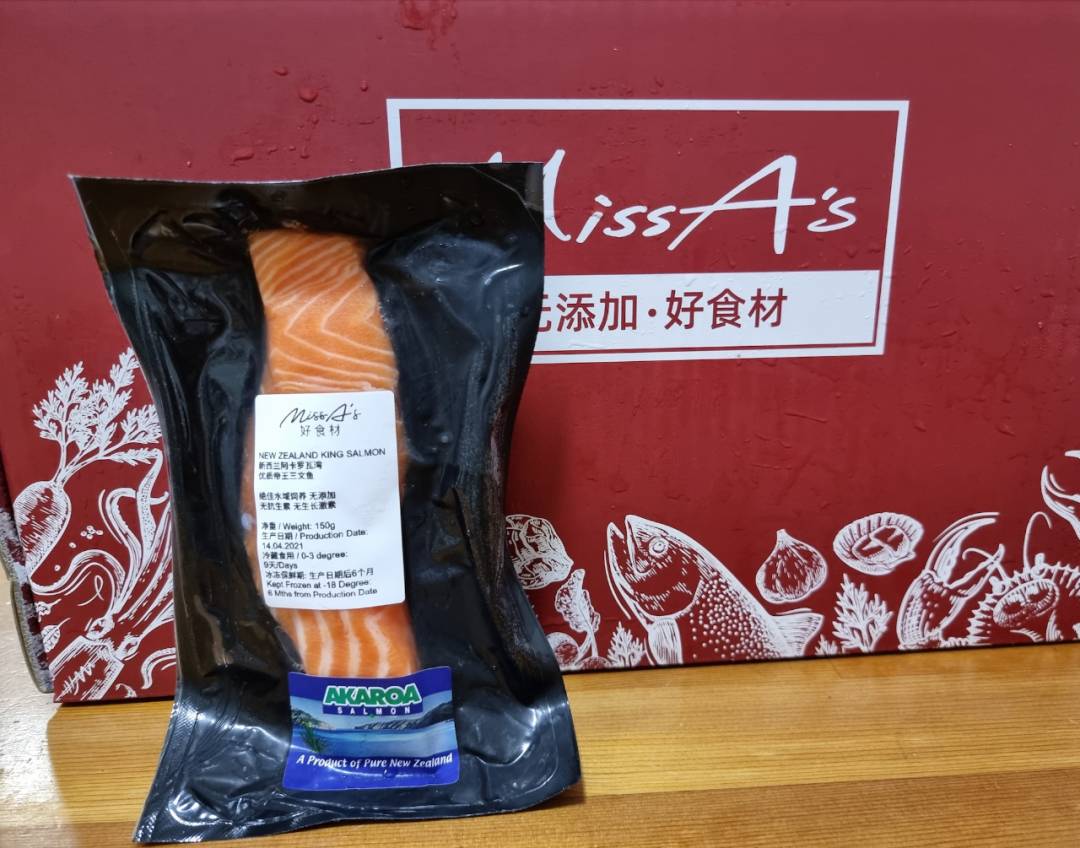 MissA's
无添加·好食材
MissA's
好食材
NEW ZEALAND KING SALMON
新西兰阿卡罗瓦湾
优质帝王三文鱼
绝佳水域饲养 无添加
无抗生素 无生长激素
净重 / Weight: 150g
生产日期 / Production Date:
14.04.2021
冷藏食用 / 0-3 degree:
9天/Days
冰冻保鲜期: 生产日期后6个月
Kept Frozen at -18 Degree:
6 Mths from Production Date
AKAROA
SALMON
A Product of Pure New Zealand